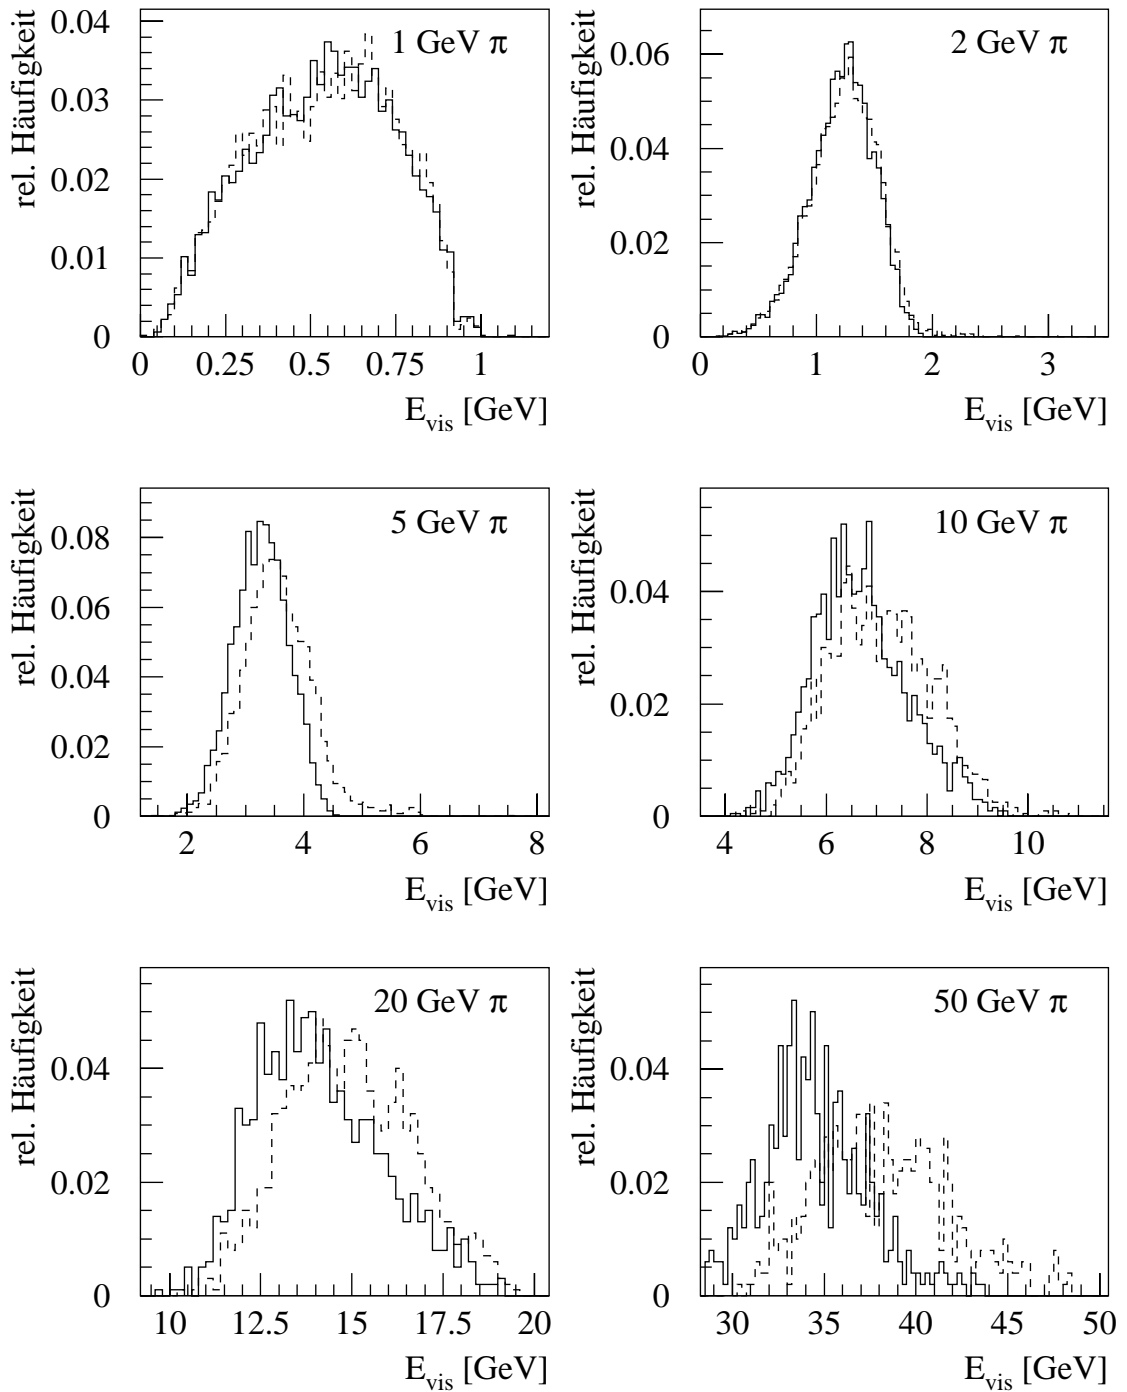 1 GeV π
rel. Häufigkeit
0.04
0.03
0.02
0.01
0
0 0.25 0.5 0.75 1
E_vis [GeV]
2 GeV π
rel. Häufigkeit
0.06
0.04
0.02
0
0 1 2 3
E_vis [GeV]
5 GeV π
rel. Häufigkeit
0.08
0.06
0.04
0.02
0
2 4 6 8
E_vis [GeV]
10 GeV π
rel. Häufigkeit
0.04
0.02
0
4 6 8 10
E_vis [GeV]
20 GeV π
rel. Häufigkeit
0.04
0.02
0
10 12.5 15 17.5 20
E_vis [GeV]
50 GeV π
rel. Häufigkeit
0.04
0.02
0
30 35 40 45 50
E_vis [GeV]